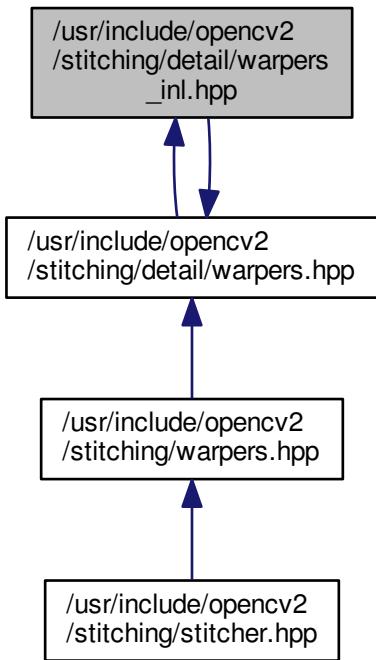 /usr/include/opencv2
/stitching/detail/warpers
_inl.hpp
/usr/include/opencv2
/stitching/detail/warpers.hpp
/usr/include/opencv2
/stitching/warpers.hpp
/usr/include/opencv2
/stitching/stitcher.hpp